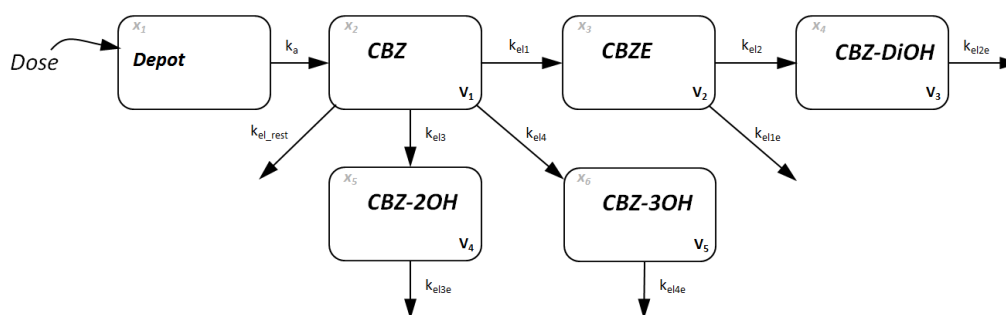 Dose
x1
Depot
ka
x2
CBZ
V1
kel1
x3
CBZE
V2
kel2
x4
CBZ-DiOH
V3
kel2e
kel_rest
kel3
kel4
kel1e
x5
CBZ-2OH
V4
x6
CBZ-3OH
V5
kel3e
kel4e